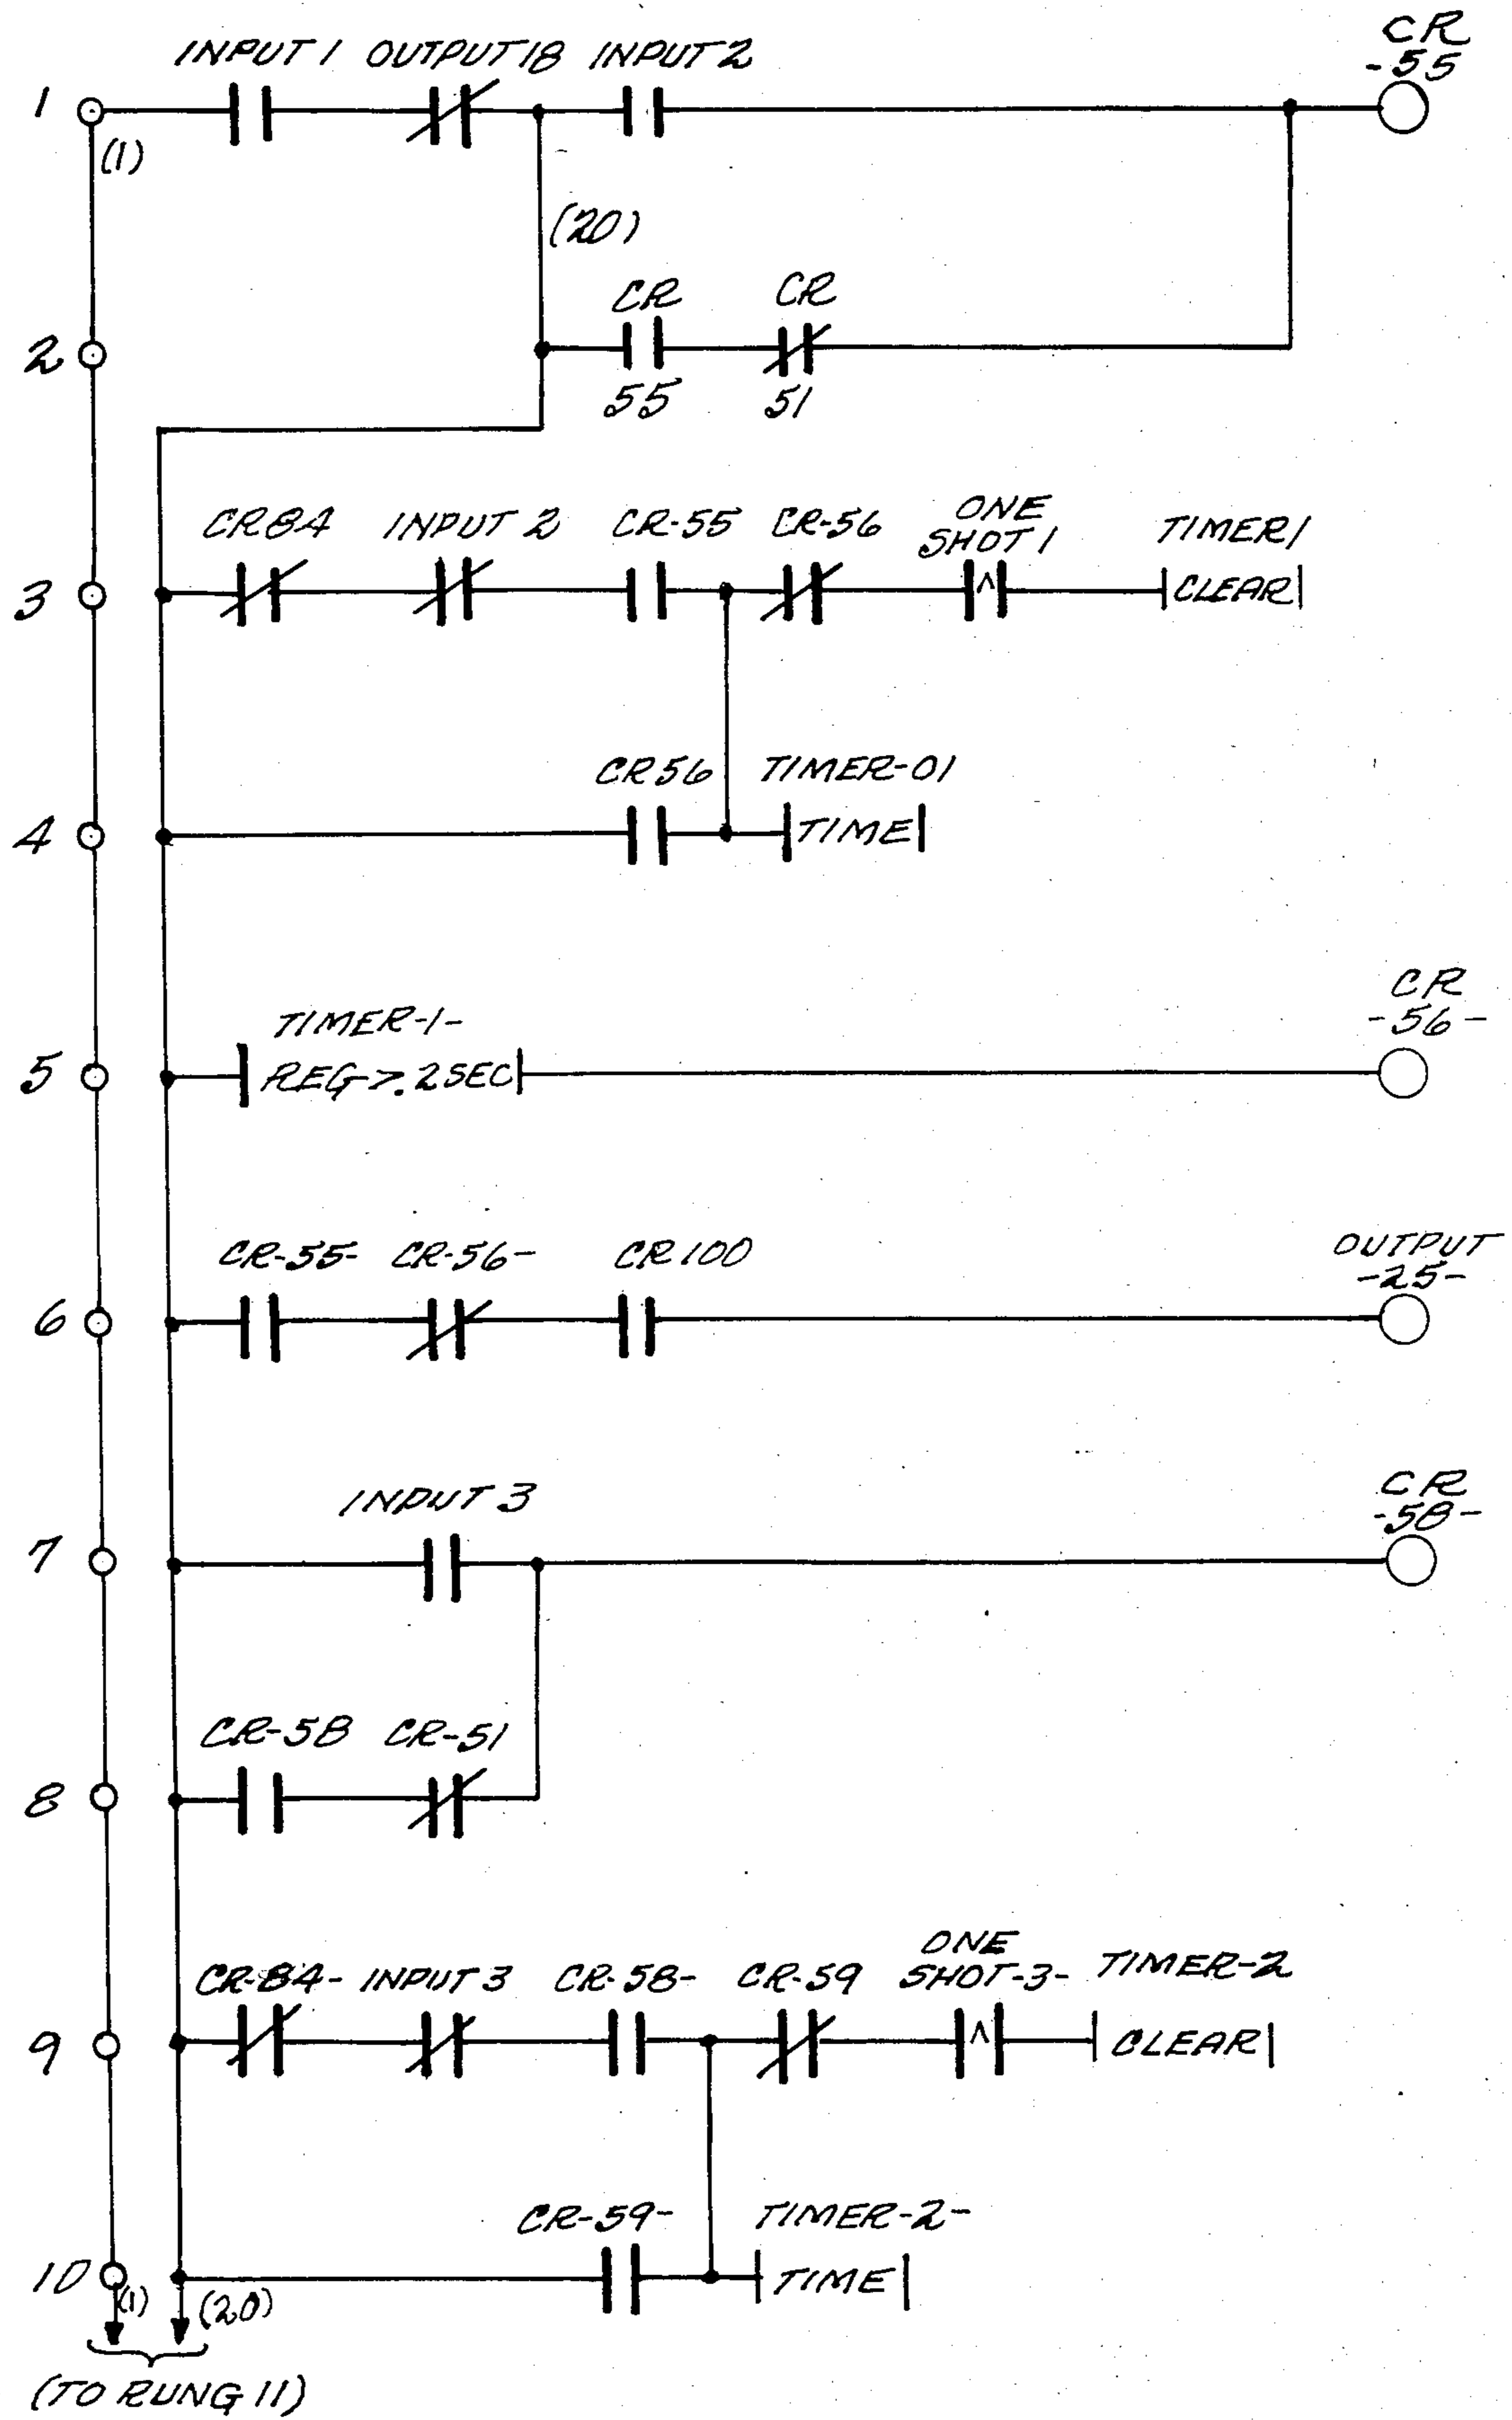 CR
-55
INPUT 1 OUTPUT 18 INPUT 2
1
(1)
(20)
CR CR
2
55 51
CR 84 INPUT 2 CR-55 CR-56 ONE SHOT 1 TIMER 1
3
^ CLEAR
CR 56 TIMER-01
4
TIME
CR
-56-
TIMER-1-
5
REG >.2SEC
CR-55- CR-56- CR 100 OUTPUT
-25-
6
INPUT 3 CR
-58-
7
CR-58 CR-51
8
CR-84- INPUT 3 CR-58- CR-59 ONE SHOT-3- TIMER-2
9
^ CLEAR
CR-59- TIMER-2-
10
TIME
(1) (20)
(TO RUNG 11)